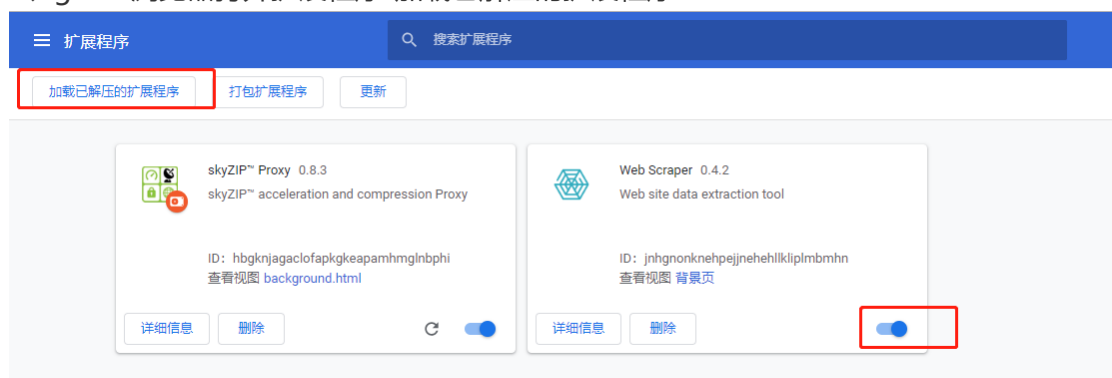 扩展程序
搜索扩展程序
加载已解压的扩展程序 打包扩展程序 更新
skyZIP™ Proxy 0.8.3
skyZIP™ acceleration and compression Proxy
ID: hbgknjagaclofapkgkeapamhmglnbphi
查看视图 background.html
详细信息 删除
Web Scraper 0.4.2
Web site data extraction tool
ID: jnhgnonknehpejjnehehllkliplmbmhn
查看视图 背景页
详细信息 删除